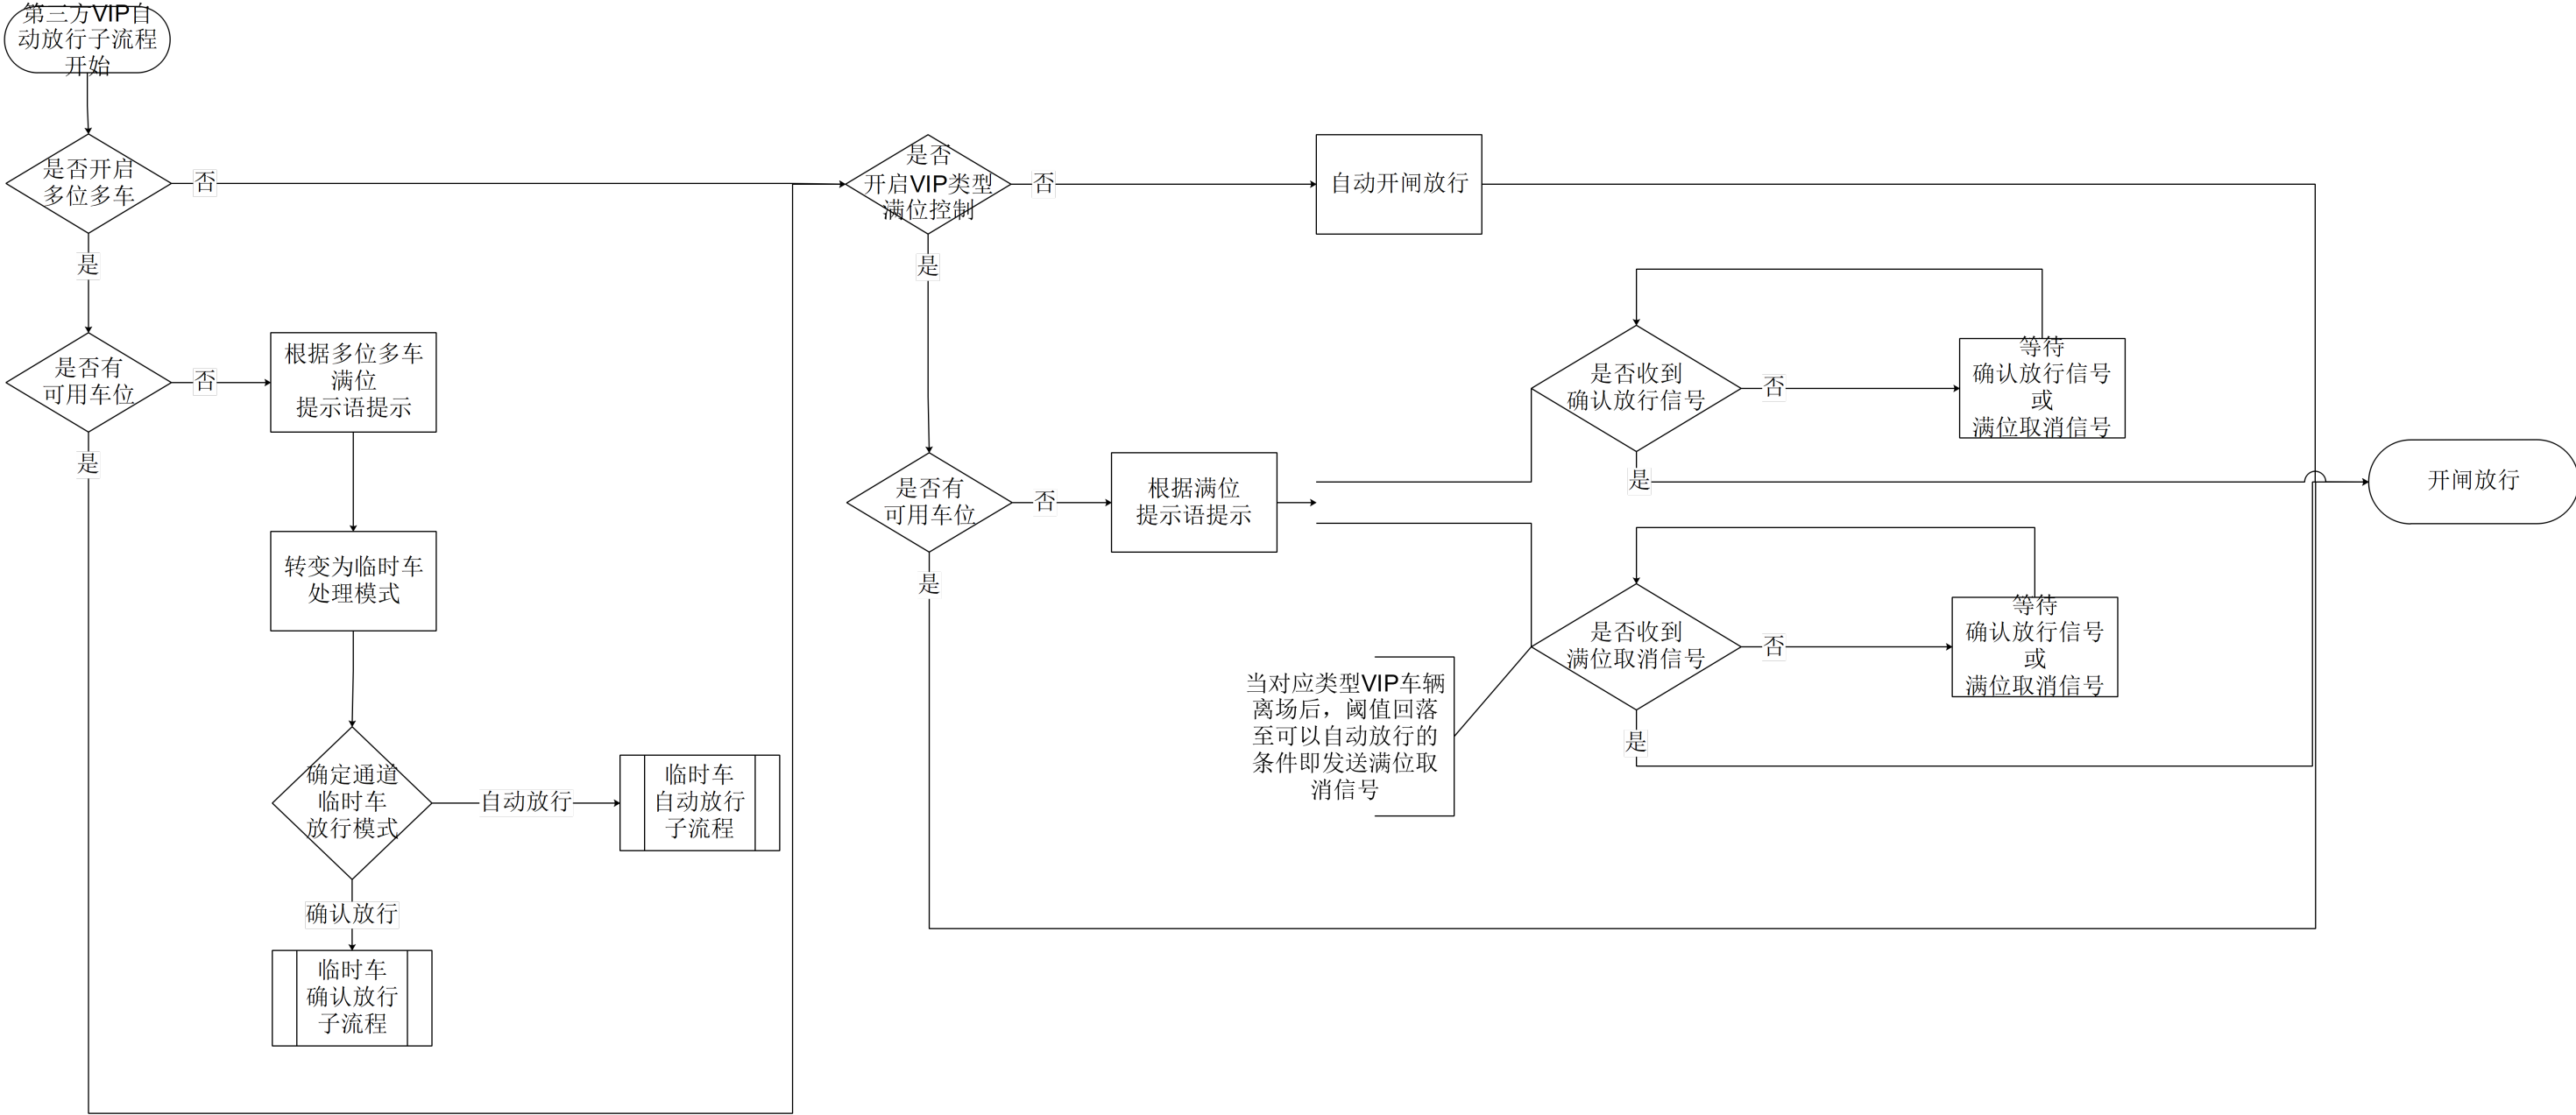 第三方VIP自
动放行子流程
开始
是否开启
多位多车
否
是
是否
开启VIP类型
满位控制
否
是
自动开闸放行
是否有
可用车位
否
是
根据多位多车
满位
提示语提示
转变为临时车
处理模式
确定通道
临时车
放行模式
自动放行
临时车
自动放行
子流程
确认放行
临时车
确认放行
子流程
是否有
可用车位
否
是
根据满位
提示语提示
是否收到
确认放行信号
否
是
等待
确认放行信号
或
满位取消信号
是否收到
满位取消信号
否
是
等待
确认放行信号
或
满位取消信号
当对应类型VIP车辆
离场后，阈值回落
至可以自动放行的
条件即发送满位取
消信号
开闸放行